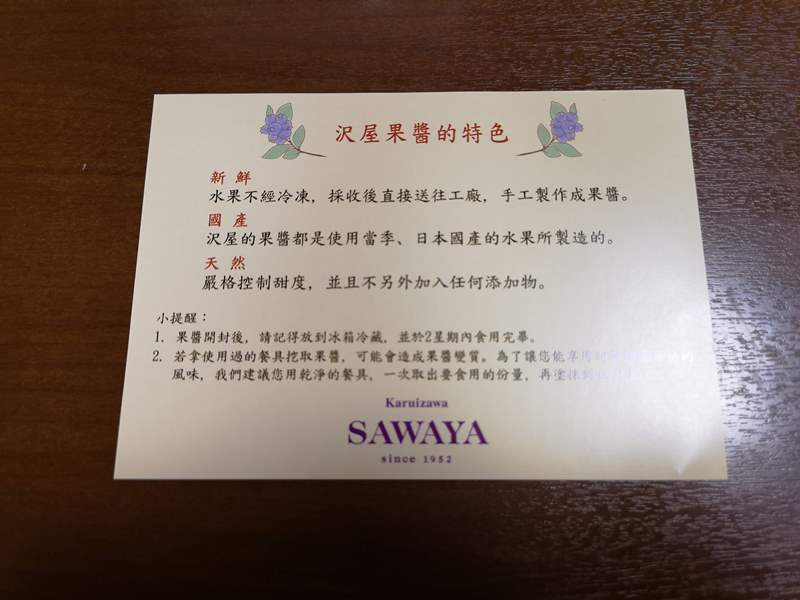 沢屋果醬的特色
新鮮
水果不經冷凍，採收後直接送往工廠，手工製作成果醬。
國產
沢屋的果醬都是使用當季、日本國產的水果所製造的。
天然
嚴格控制甜度，並且不另外加入任何添加物。
小提醒：
1. 果醬開封後，請記得放到冰箱冷藏，並於2星期內食用完畢。
2. 若拿使用過的餐具挖取果醬，可能會造成果醬變質。為了讓您能享用
風味，我們建議您用乾淨的餐具，一次取出要食用的份量，再塗抹
Karuizawa
SAWAYA
since 1952